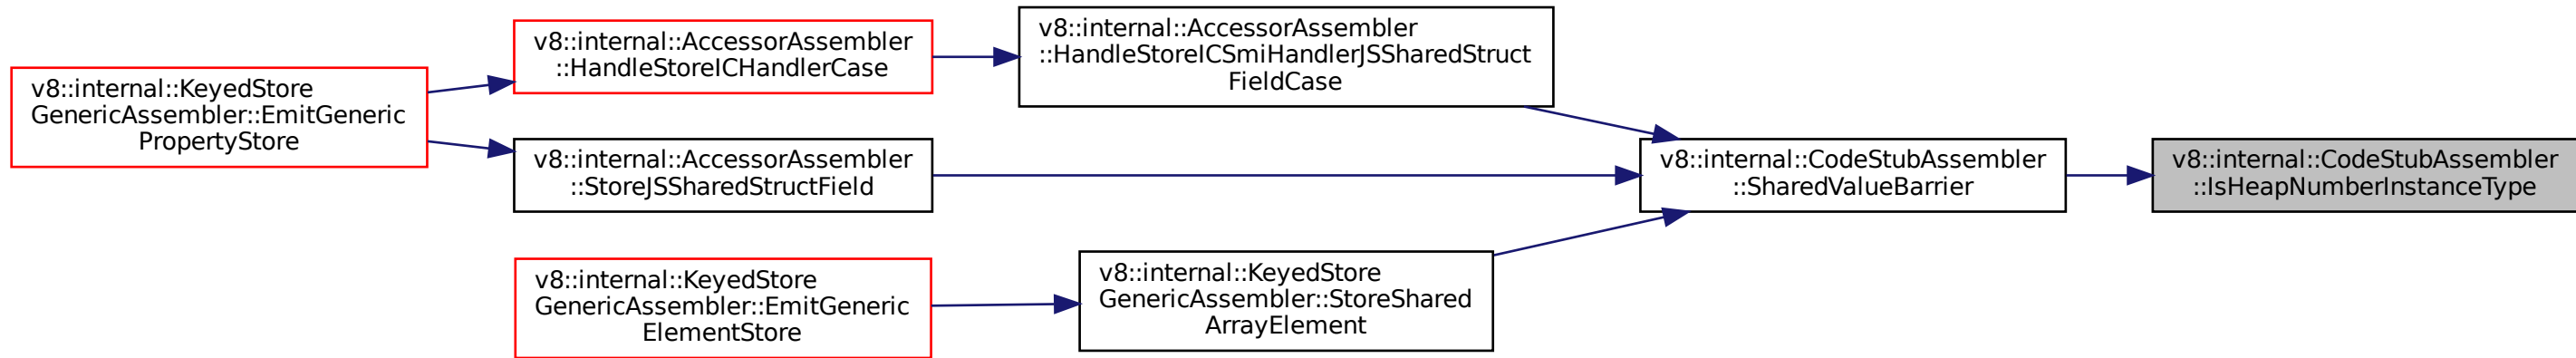 v8::internal::KeyedStore
GenericAssembler::EmitGeneric
PropertyStore
v8::internal::AccessorAssembler
::HandleStoreICHandlerCase
v8::internal::AccessorAssembler
::HandleStoreICSmiHandlerJSSharedStruct
FieldCase
v8::internal::AccessorAssembler
::StoreJSSharedStructField
v8::internal::KeyedStore
GenericAssembler::EmitGeneric
ElementStore
v8::internal::KeyedStore
GenericAssembler::StoreShared
ArrayElement
v8::internal::CodeStubAssembler
::SharedValueBarrier
v8::internal::CodeStubAssembler
::IsHeapNumberInstanceType